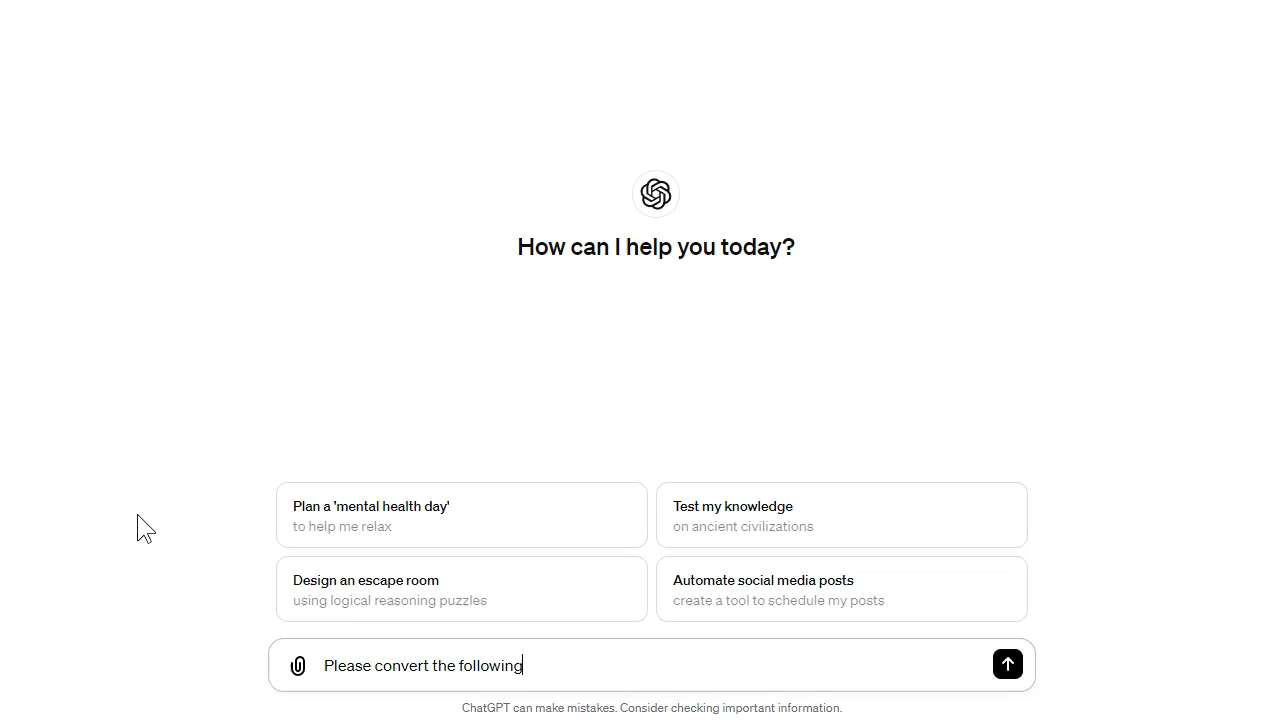 How can I help you today?
Plan a 'mental health day'
to help me relax
Test my knowledge
on ancient civilizations
Design an escape room
using logical reasoning puzzles
Automate social media posts
create a tool to schedule my posts
Please convert the following
ChatGPT can make mistakes. Consider checking important information.